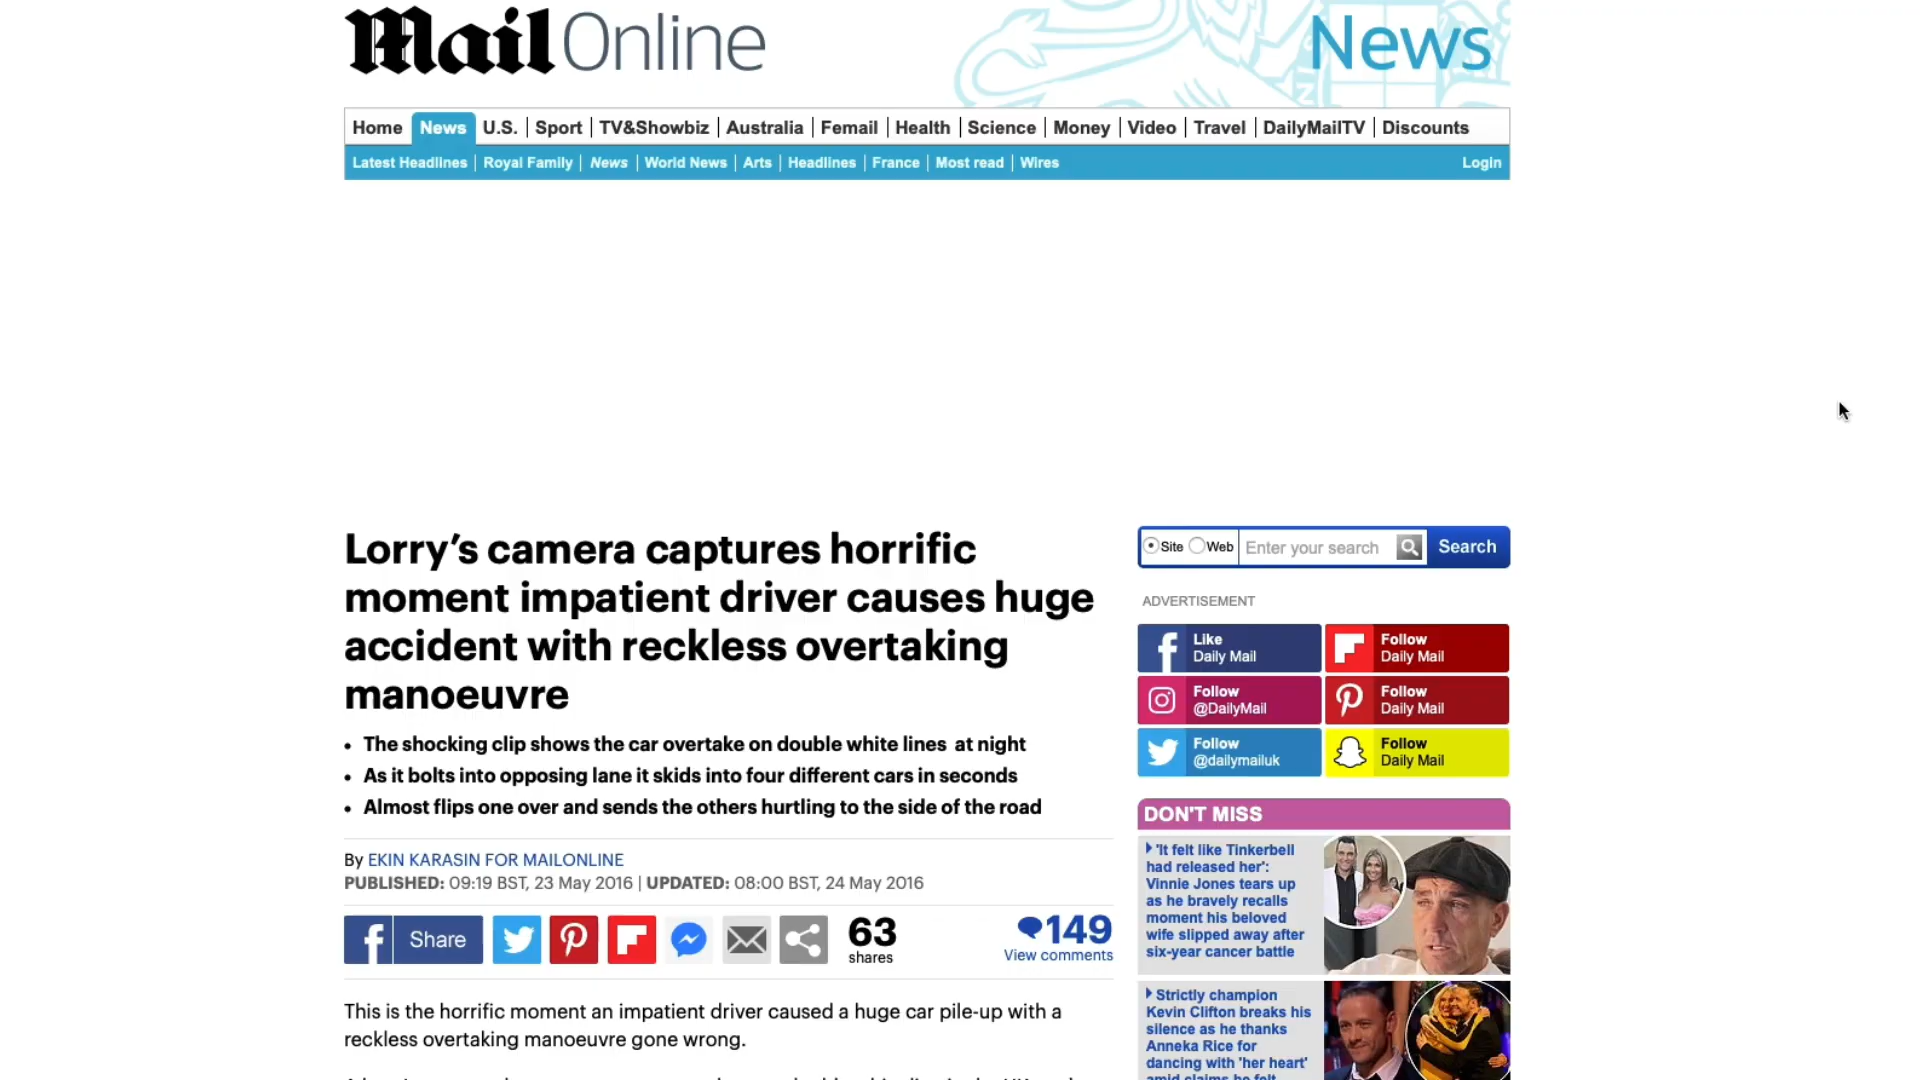 Mail Online
News
Home News U.S. Sport TV&Showbiz Australia Femail Health Science Money Video Travel DailyMailTV Discounts
Latest Headlines Royal Family News World News Arts Headlines France Most read Wires Login
Lorry’s camera captures horrific
moment impatient driver causes huge
accident with reckless overtaking
manoeuvre
• The shocking clip shows the car overtake on double white lines at night
• As it bolts into opposing lane it skids into four different cars in seconds
• Almost flips one over and sends the others hurtling to the side of the road
By EKIN KARASIN FOR MAILONLINE
PUBLISHED: 09:19 BST, 23 May 2016 | UPDATED: 08:00 BST, 24 May 2016
Share
63
shares
149
View comments
This is the horrific moment an impatient driver caused a huge car pile-up with a
reckless overtaking manoeuvre gone wrong.
Site Web Enter your search Search
ADVERTISEMENT
Like
Daily Mail
Follow
Daily Mail
Follow
@DailyMail
Follow
Daily Mail
Follow
@dailymailuk
Follow
Daily Mail
DON'T MISS
'It felt like Tinkerbell
had released her':
Vinnie Jones tears up
as he bravely recalls
moment his beloved
wife slipped away after
six-year cancer battle
Strictly champion
Kevin Clifton breaks his
silence as he thanks
Anneka Rice for
dancing with 'her heart'
amid claims he felt